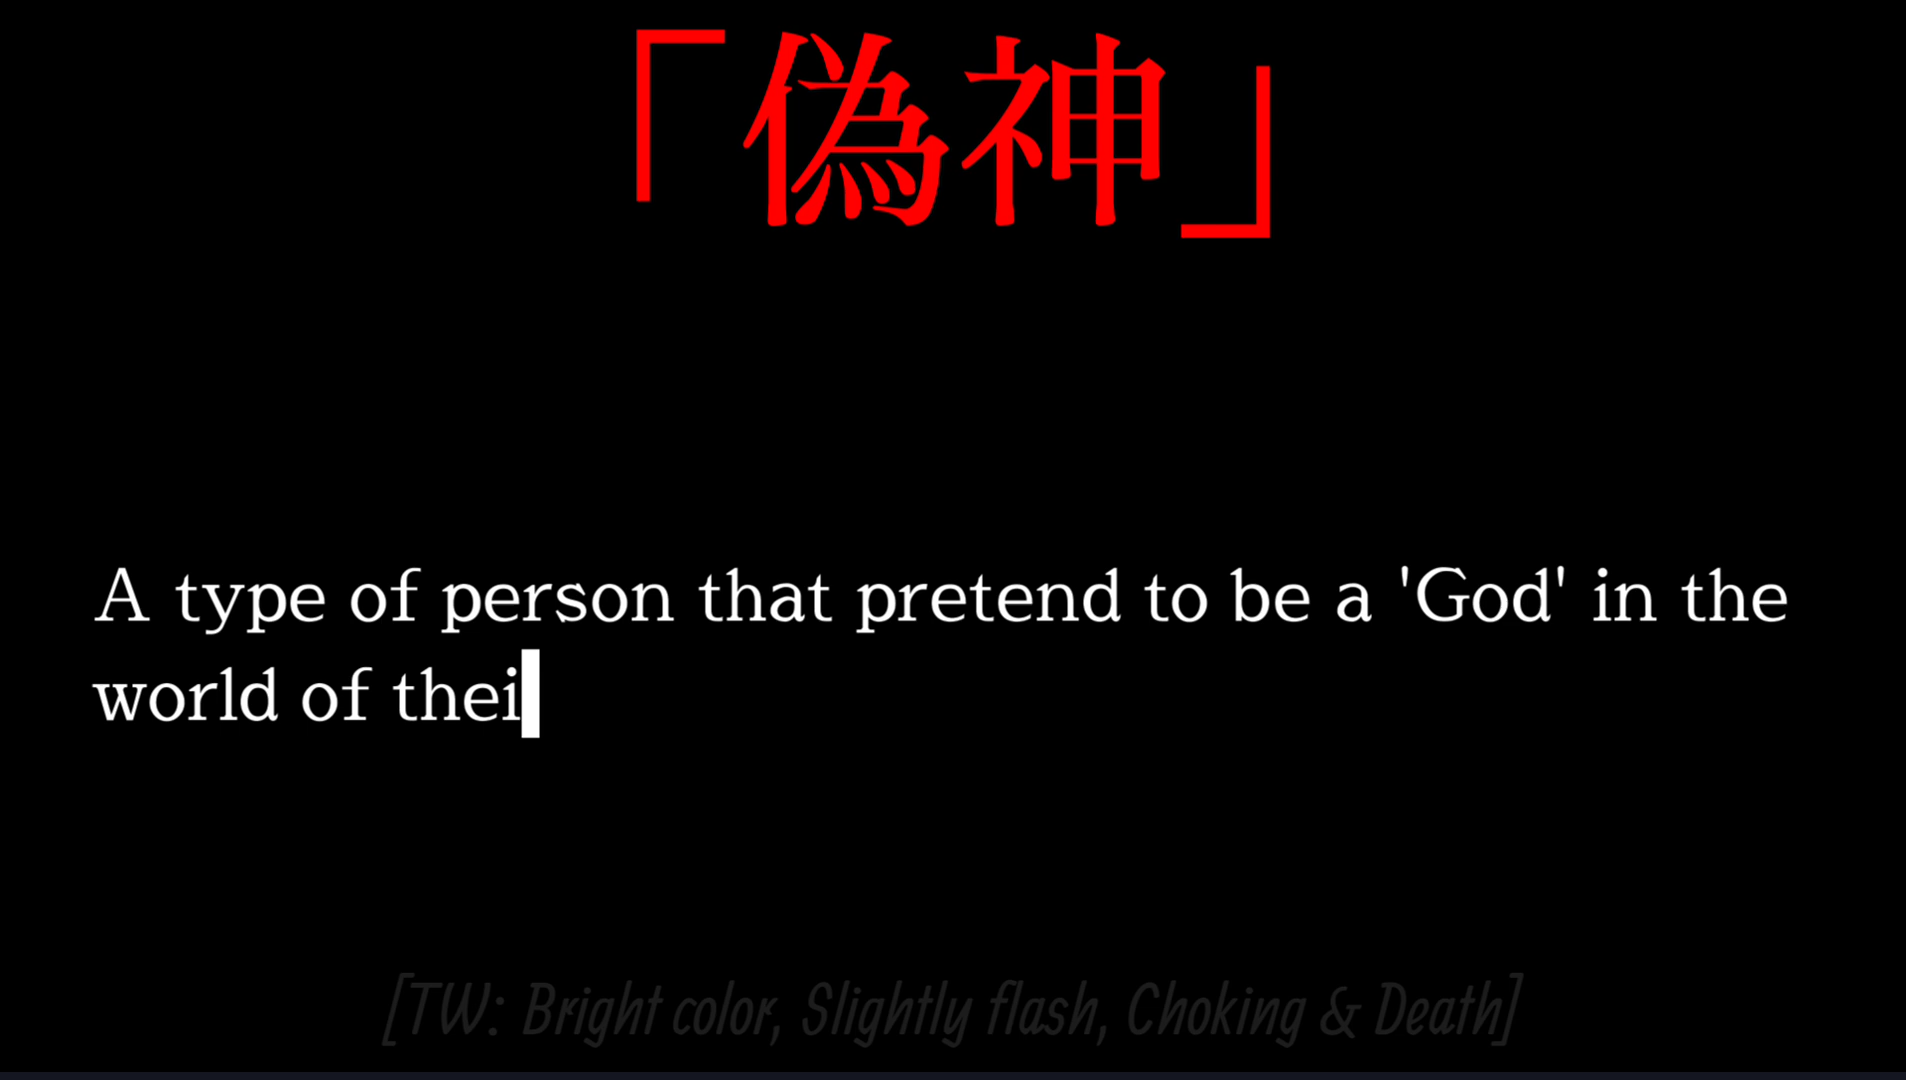 「偽神」
A type of person that pretend to be a 'God' in the
world of thei
[TW: Bright color, Slightly flash, Choking & Death]